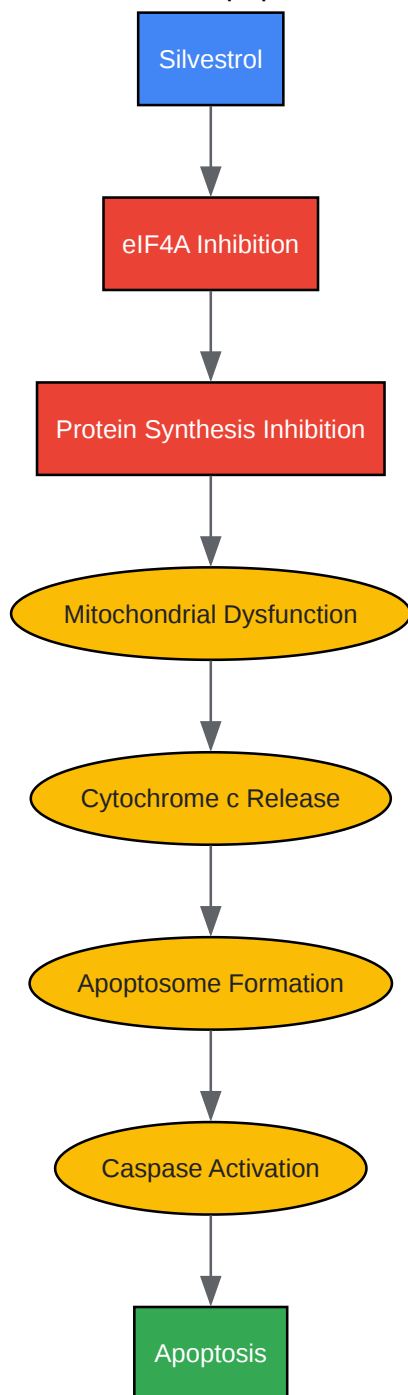 Silvestrol
eIF4A Inhibition
Protein Synthesis Inhibition
Mitochondrial Dysfunction
Cytochrome c Release
Apoptosome Formation
Caspase Activation
Apoptosis